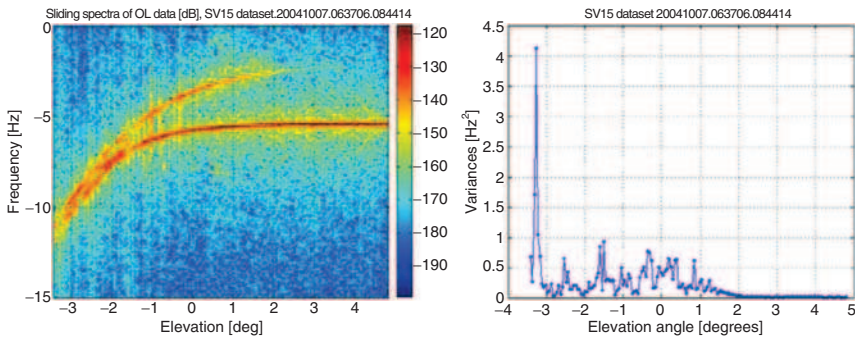 Sliding spectra of OL data [dB], SV15 dataset.20041007.063706.084414
0
−5
−10
−15
Frequency [Hz]
−3 −2 −1 0 1 2 3 4
Elevation [deg]
−120
−130
−140
−150
−160
−170
−180
−190
SV15 dataset 20041007.063706.084414
4.5
4
3.5
3
2.5
2
1.5
1
0.5
0
Variances [Hz²]
−4 −3 −2 −1 0 1 2 3 4 5
Elevation angle [degrees]